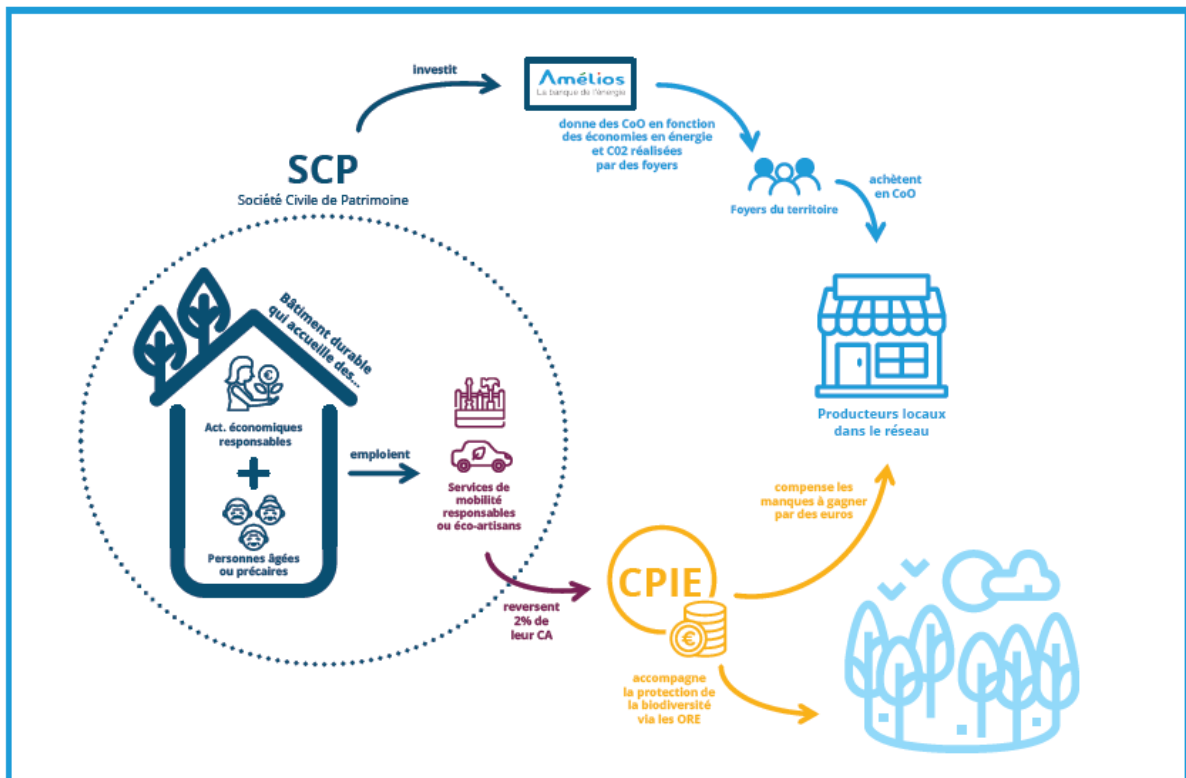 investit
Amélios
La banque de l'énergie
donne des CoO en fonction
des économies en énergie
et C02 réalisées
par des foyers
SCP
Société Civile de Patrimoine
Foyers du territoire
achètent
en CoO
Bâtiment durable
qui accueille des...
€
Act. économiques
responsables
+
Personnes âgées
ou précaires
emploient
Services de
mobilité
responsables
ou éco-artisans
Producteurs locaux
dans le réseau
compense les
manques à gagner
par des euros
reversent
2% de
leur CA
CPIE
€
accompagne
la protection de
la biodiversité
via les ORE